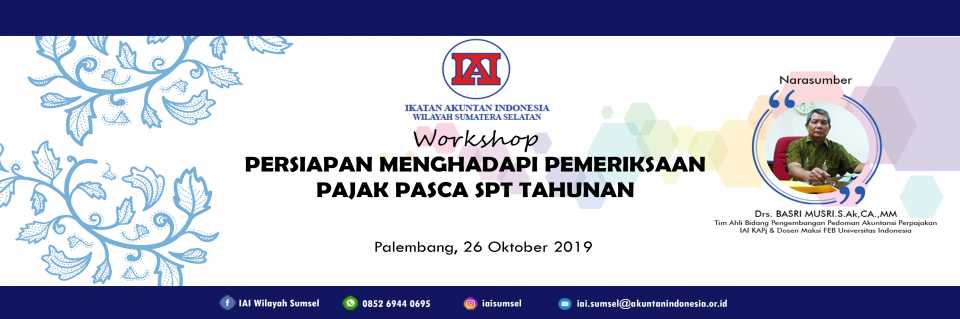 IAI
IKATAN AKUNTAN INDONESIA
WILAYAH SUMATERA SELATAN
Workshop
PERSIAPAN MENGHADAPI PEMERIKSAAN
PAJAK PASCA SPT TAHUNAN
Palembang, 26 Oktober 2019
Narasumber
Drs. BASRI MUSRI.S.Ak,CA.,MM
Tim Ahli Bidang Pengembangan Pedoman Akuntansi Perpajakan
IAI KAPj & Dosen Maksi FEB Universitas Indonesia
IAI Wilayah Sumsel 0852 6944 0695 iaisumsel iai.sumsel@akuntanindonesia.or.id